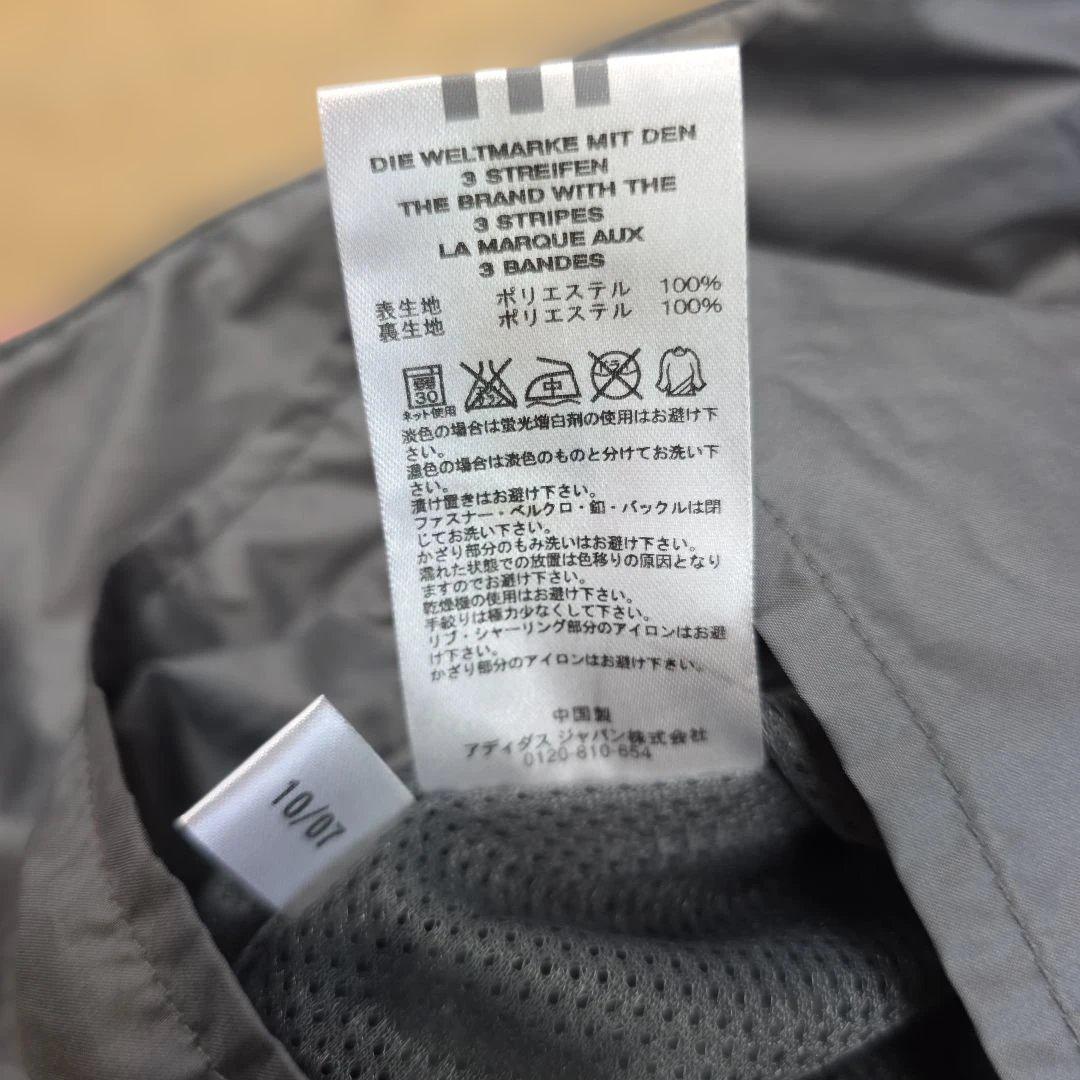 DIE WELTMARKE MIT DEN
3 STREIFEN
THE BRAND WITH THE
3 STRIPES
LA MARQUE AUX
3 BANDES
表生地 ポリエステル 100%
裏生地 ポリエステル 100%
弱
30
中
ドライ
ネット使用
淡色の場合は蛍光増白剤の使用はお避け下
さい。
濃色の場合は淡色のものと分けてお洗い下
さい。
漬け置きはお避け下さい。
ファスナー・ベルクロ・釦・バックルは閉
じてお洗い下さい。
かざり部分のもみ洗いはお避け下さい。
濡れた状態での放置は色移りの原因となり
ますのでお避け下さい。
乾燥機の使用はお避け下さい。
手絞りは極力少なくして下さい。
リブ・シャーリング部分のアイロンはお避
け下さい。
かざり部分のアイロンはお避け下さい。
中国製
アディダス ジャパン株式会社
0120-810-654
10/07